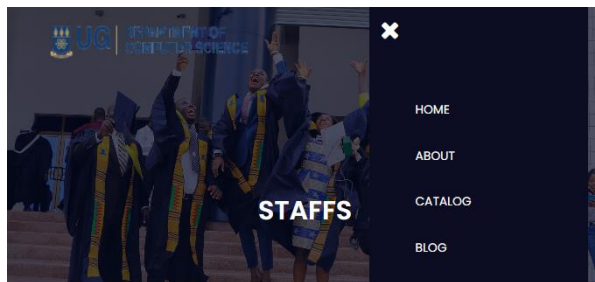 UG
DEPARTMENT OF
COMPUTER SCIENCE
STAFFS
HOME
ABOUT
CATALOG
BLOG